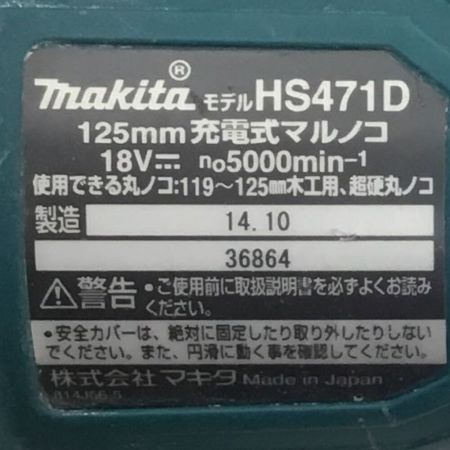 makita® モデル HS471D
125mm 充電式マルノコ
18V⎓ n₀5000min⁻¹
使用できる丸ノコ:119～125㎜木工用、超硬丸ノコ
製造 14.10
36864
⚠警告 •ご使用前に取扱説明書を必ずよくお読み
ください。
•安全カバーは、絶対に固定したり取り外したりしない
でください。また、円滑に動く事を確認してください。
株式会社 マキタ Made in Japan